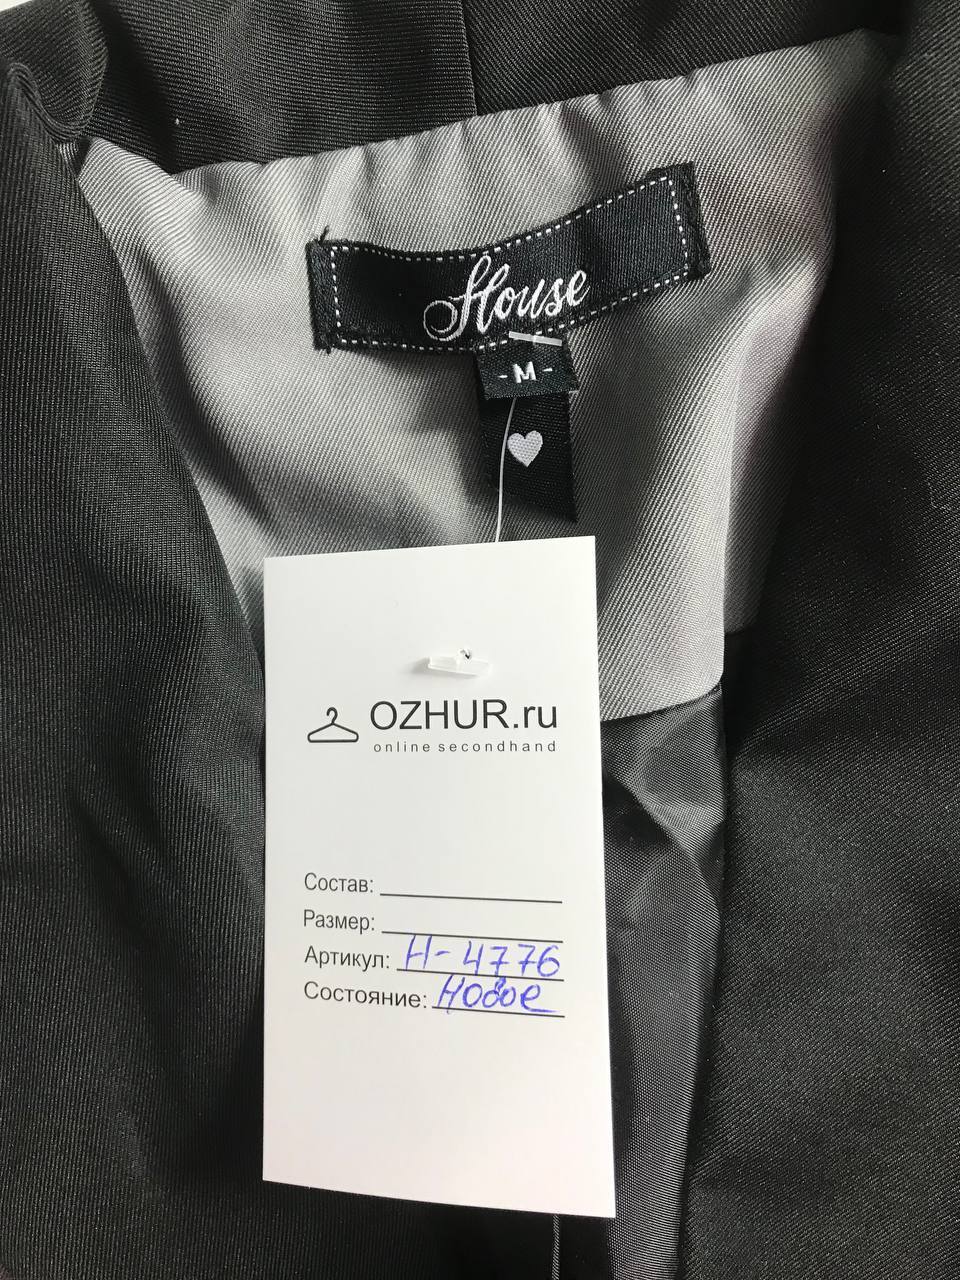 House
- M -
OZHUR.ru
online secondhand
Состав:
Размер:
Артикул: Н-4776
Состояние: Новое